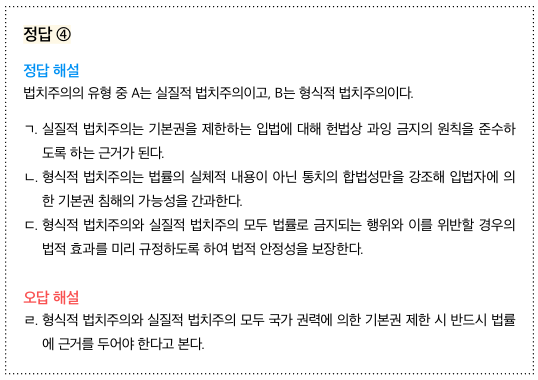 정답 ④
정답 해설
법치주의의 유형 중 A는 실질적 법치주의이고, B는 형식적 법치주의이다.
ㄱ. 실질적 법치주의는 기본권을 제한하는 입법에 대해 헌법상 과잉 금지의 원칙을 준수하
도록 하는 근거가 된다.
ㄴ. 형식적 법치주의는 법률의 실체적 내용이 아닌 통치의 합법성만을 강조해 입법자에 의
한 기본권 침해의 가능성을 간과한다.
ㄷ. 형식적 법치주의와 실질적 법치주의 모두 법률로 금지되는 행위와 이를 위반할 경우의
법적 효과를 미리 규정하도록 하여 법적 안정성을 보장한다.
오답 해설
ㄹ. 형식적 법치주의와 실질적 법치주의 모두 국가 권력에 의한 기본권 제한 시 반드시 법률
에 근거를 두어야 한다고 본다.